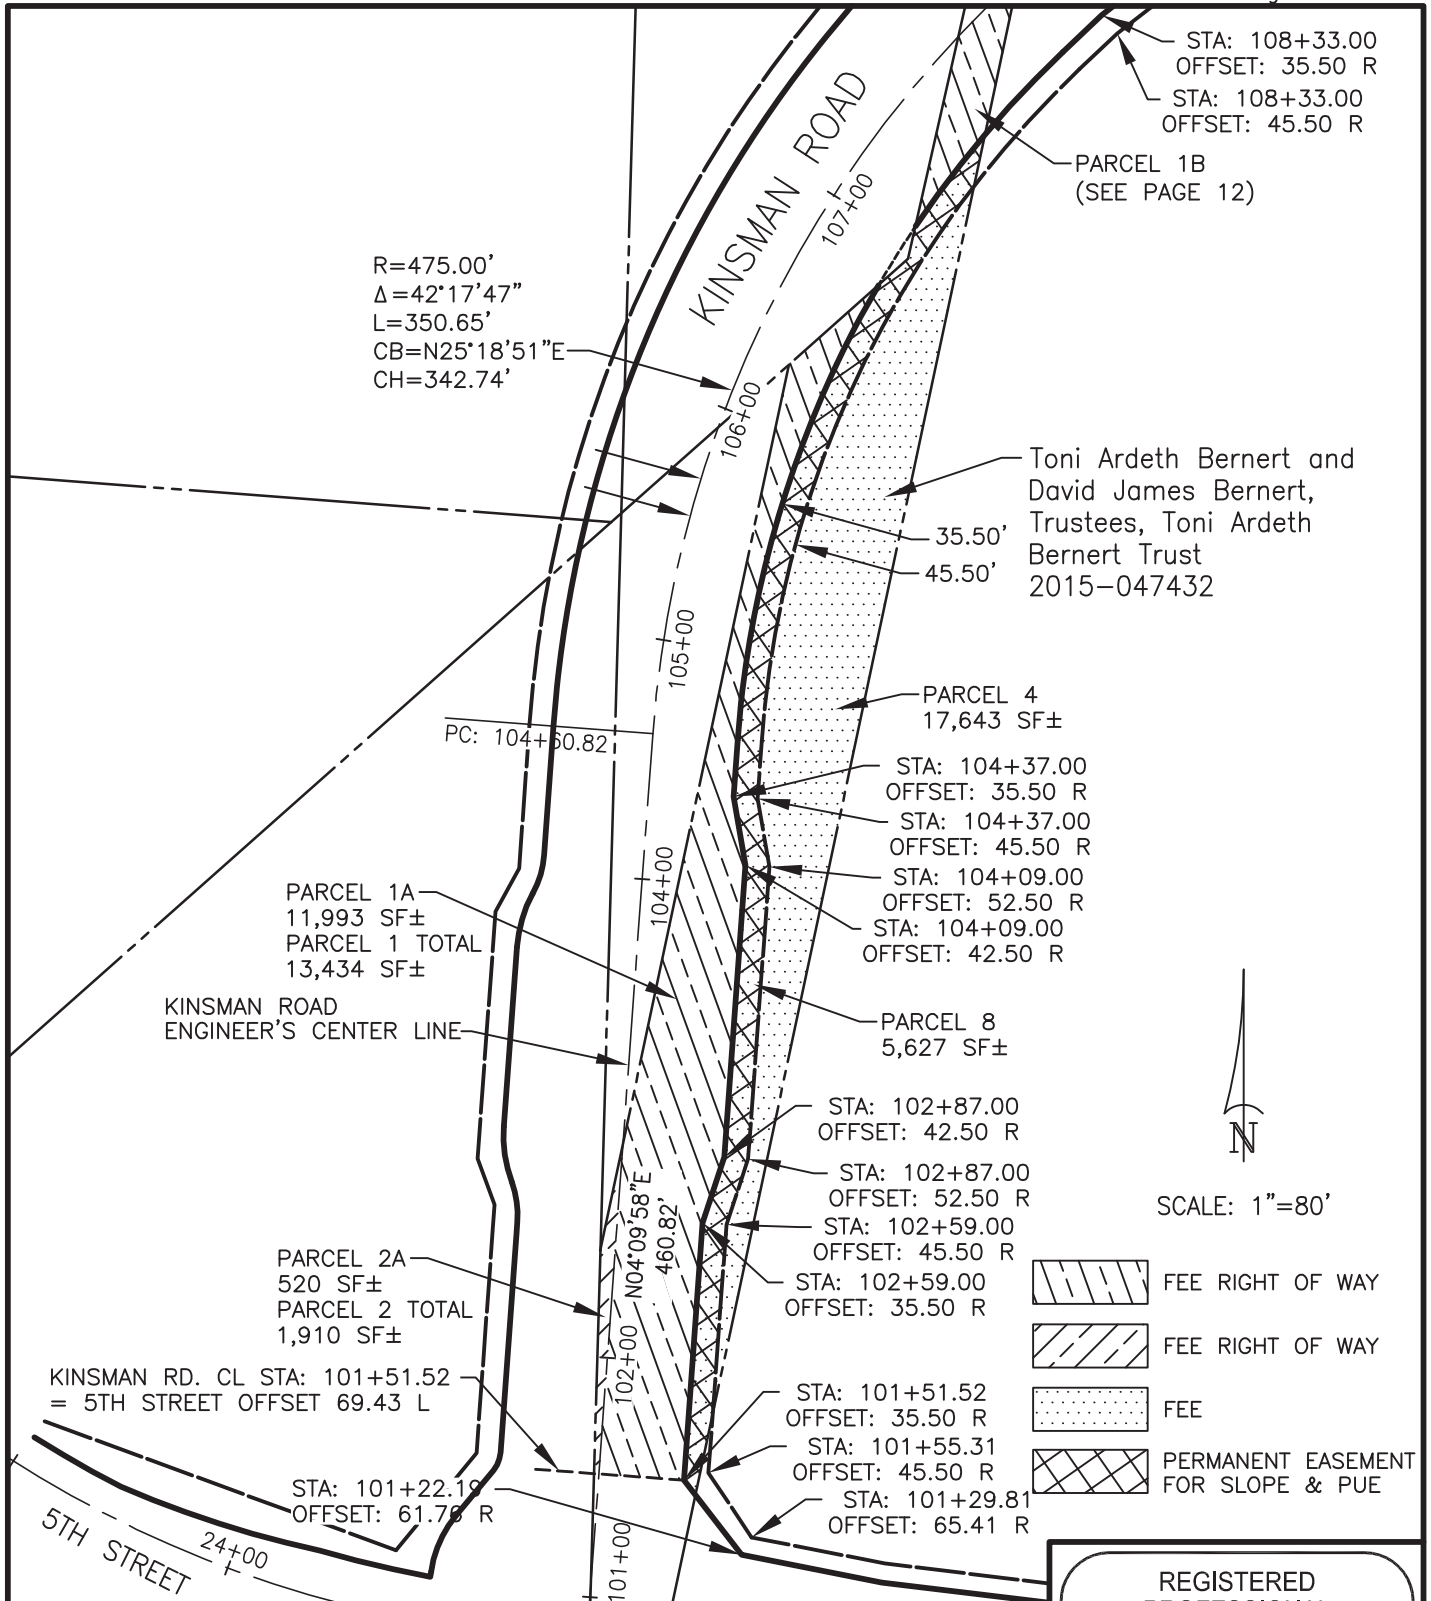 STA: 108+33.00
OFFSET: 35.50 R
STA: 108+33.00
OFFSET: 45.50 R
PARCEL 1B
(SEE PAGE 12)
KINSMAN ROAD
107+00
R=475.00'
Δ=42°17'47"
L=350.65'
CB=N25°18'51"E
CH=342.74'
106+00
Toni Ardeth Bernert and
David James Bernert,
Trustees, Toni Ardeth
Bernert Trust
2015-047432
35.50'
45.50'
105+00
PARCEL 4
17,643 SF±
PC: 104+60.82
STA: 104+37.00
OFFSET: 35.50 R
STA: 104+37.00
OFFSET: 45.50 R
STA: 104+09.00
OFFSET: 52.50 R
STA: 104+09.00
OFFSET: 42.50 R
104+00
PARCEL 1A
11,993 SF±
PARCEL 1 TOTAL
13,434 SF±
KINSMAN ROAD
ENGINEER'S CENTER LINE
PARCEL 8
5,627 SF±
STA: 102+87.00
OFFSET: 42.50 R
STA: 102+87.00
OFFSET: 52.50 R
STA: 102+59.00
OFFSET: 45.50 R
STA: 102+59.00
OFFSET: 35.50 R
N
SCALE: 1"=80'
N04°09'58"E
460.82'
PARCEL 2A
520 SF±
PARCEL 2 TOTAL
1,910 SF±
FEE RIGHT OF WAY
FEE RIGHT OF WAY
FEE
PERMANENT EASEMENT
FOR SLOPE & PUE
102+00
KINSMAN RD. CL STA: 101+51.52
= 5TH STREET OFFSET 69.43 L
STA: 101+51.52
OFFSET: 35.50 R
STA: 101+55.31
OFFSET: 45.50 R
STA: 101+29.81
OFFSET: 65.41 R
STA: 101+22.19
OFFSET: 61.76 R
5TH STREET
24+00
101+00
REGISTERED